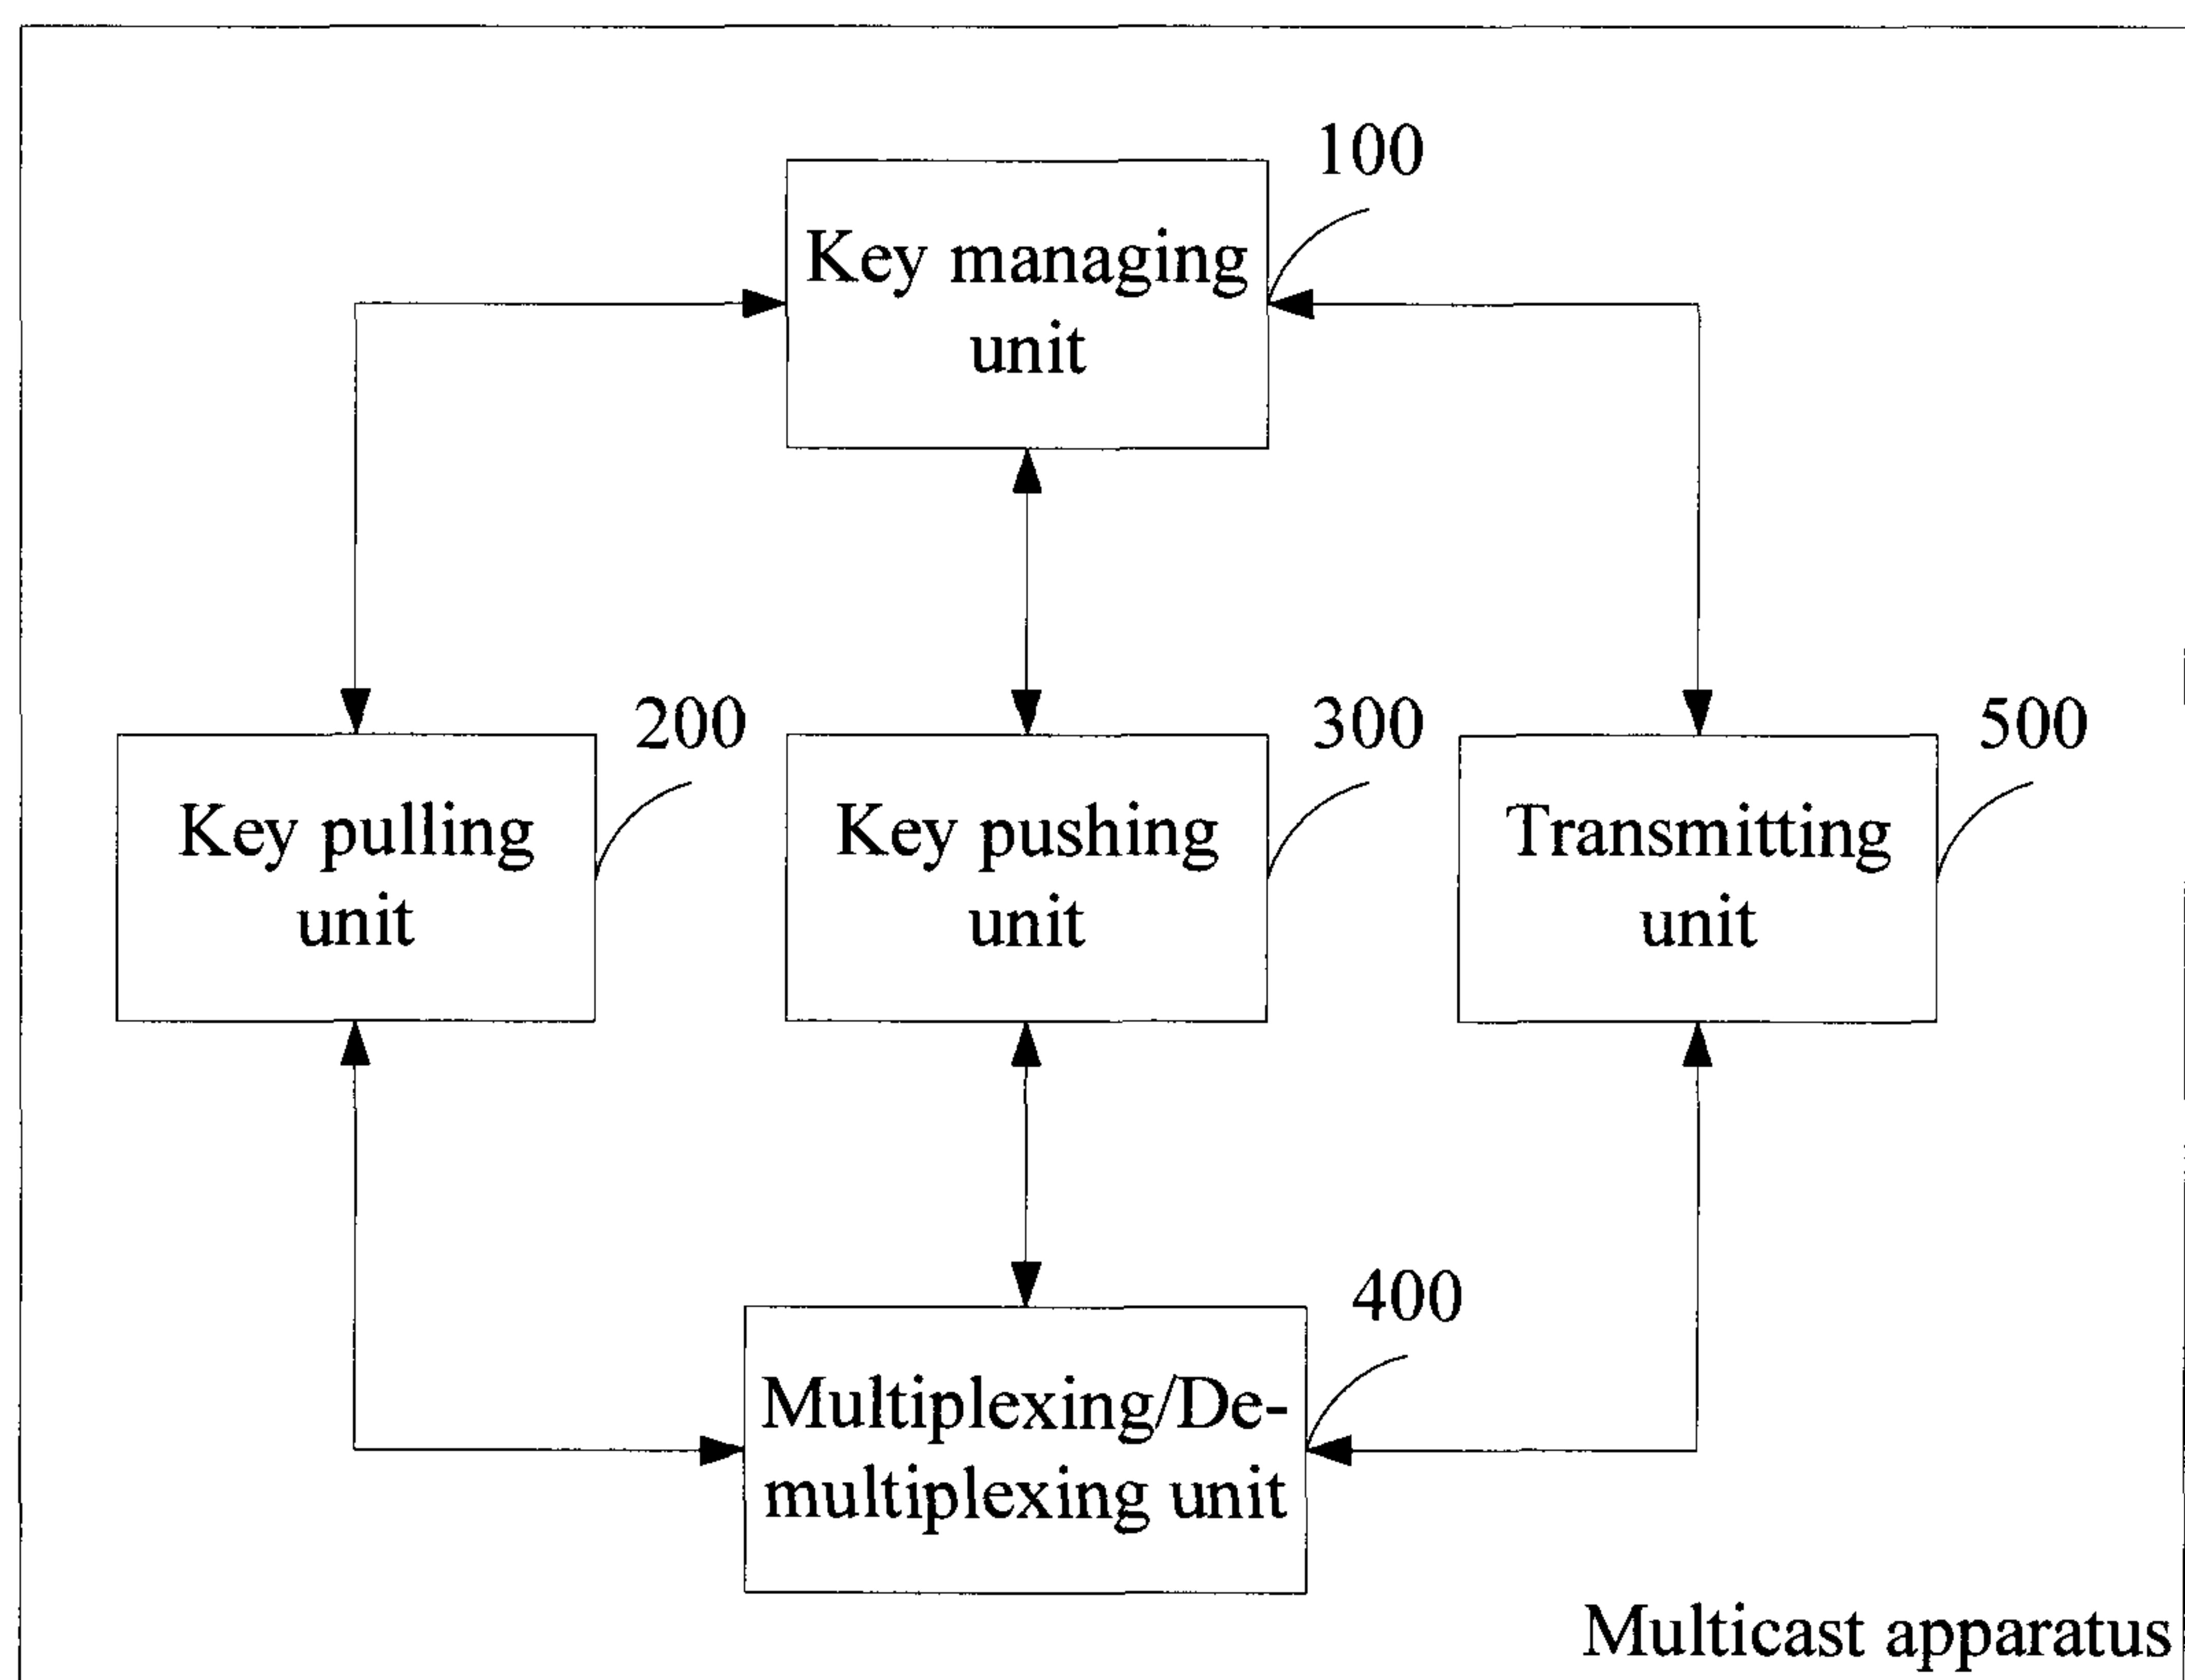 100
Key managing
unit
200
300
500
Key pulling
unit
Key pushing
unit
Transmitting
unit
400
Multiplexing/De-
multiplexing unit
Multicast apparatus